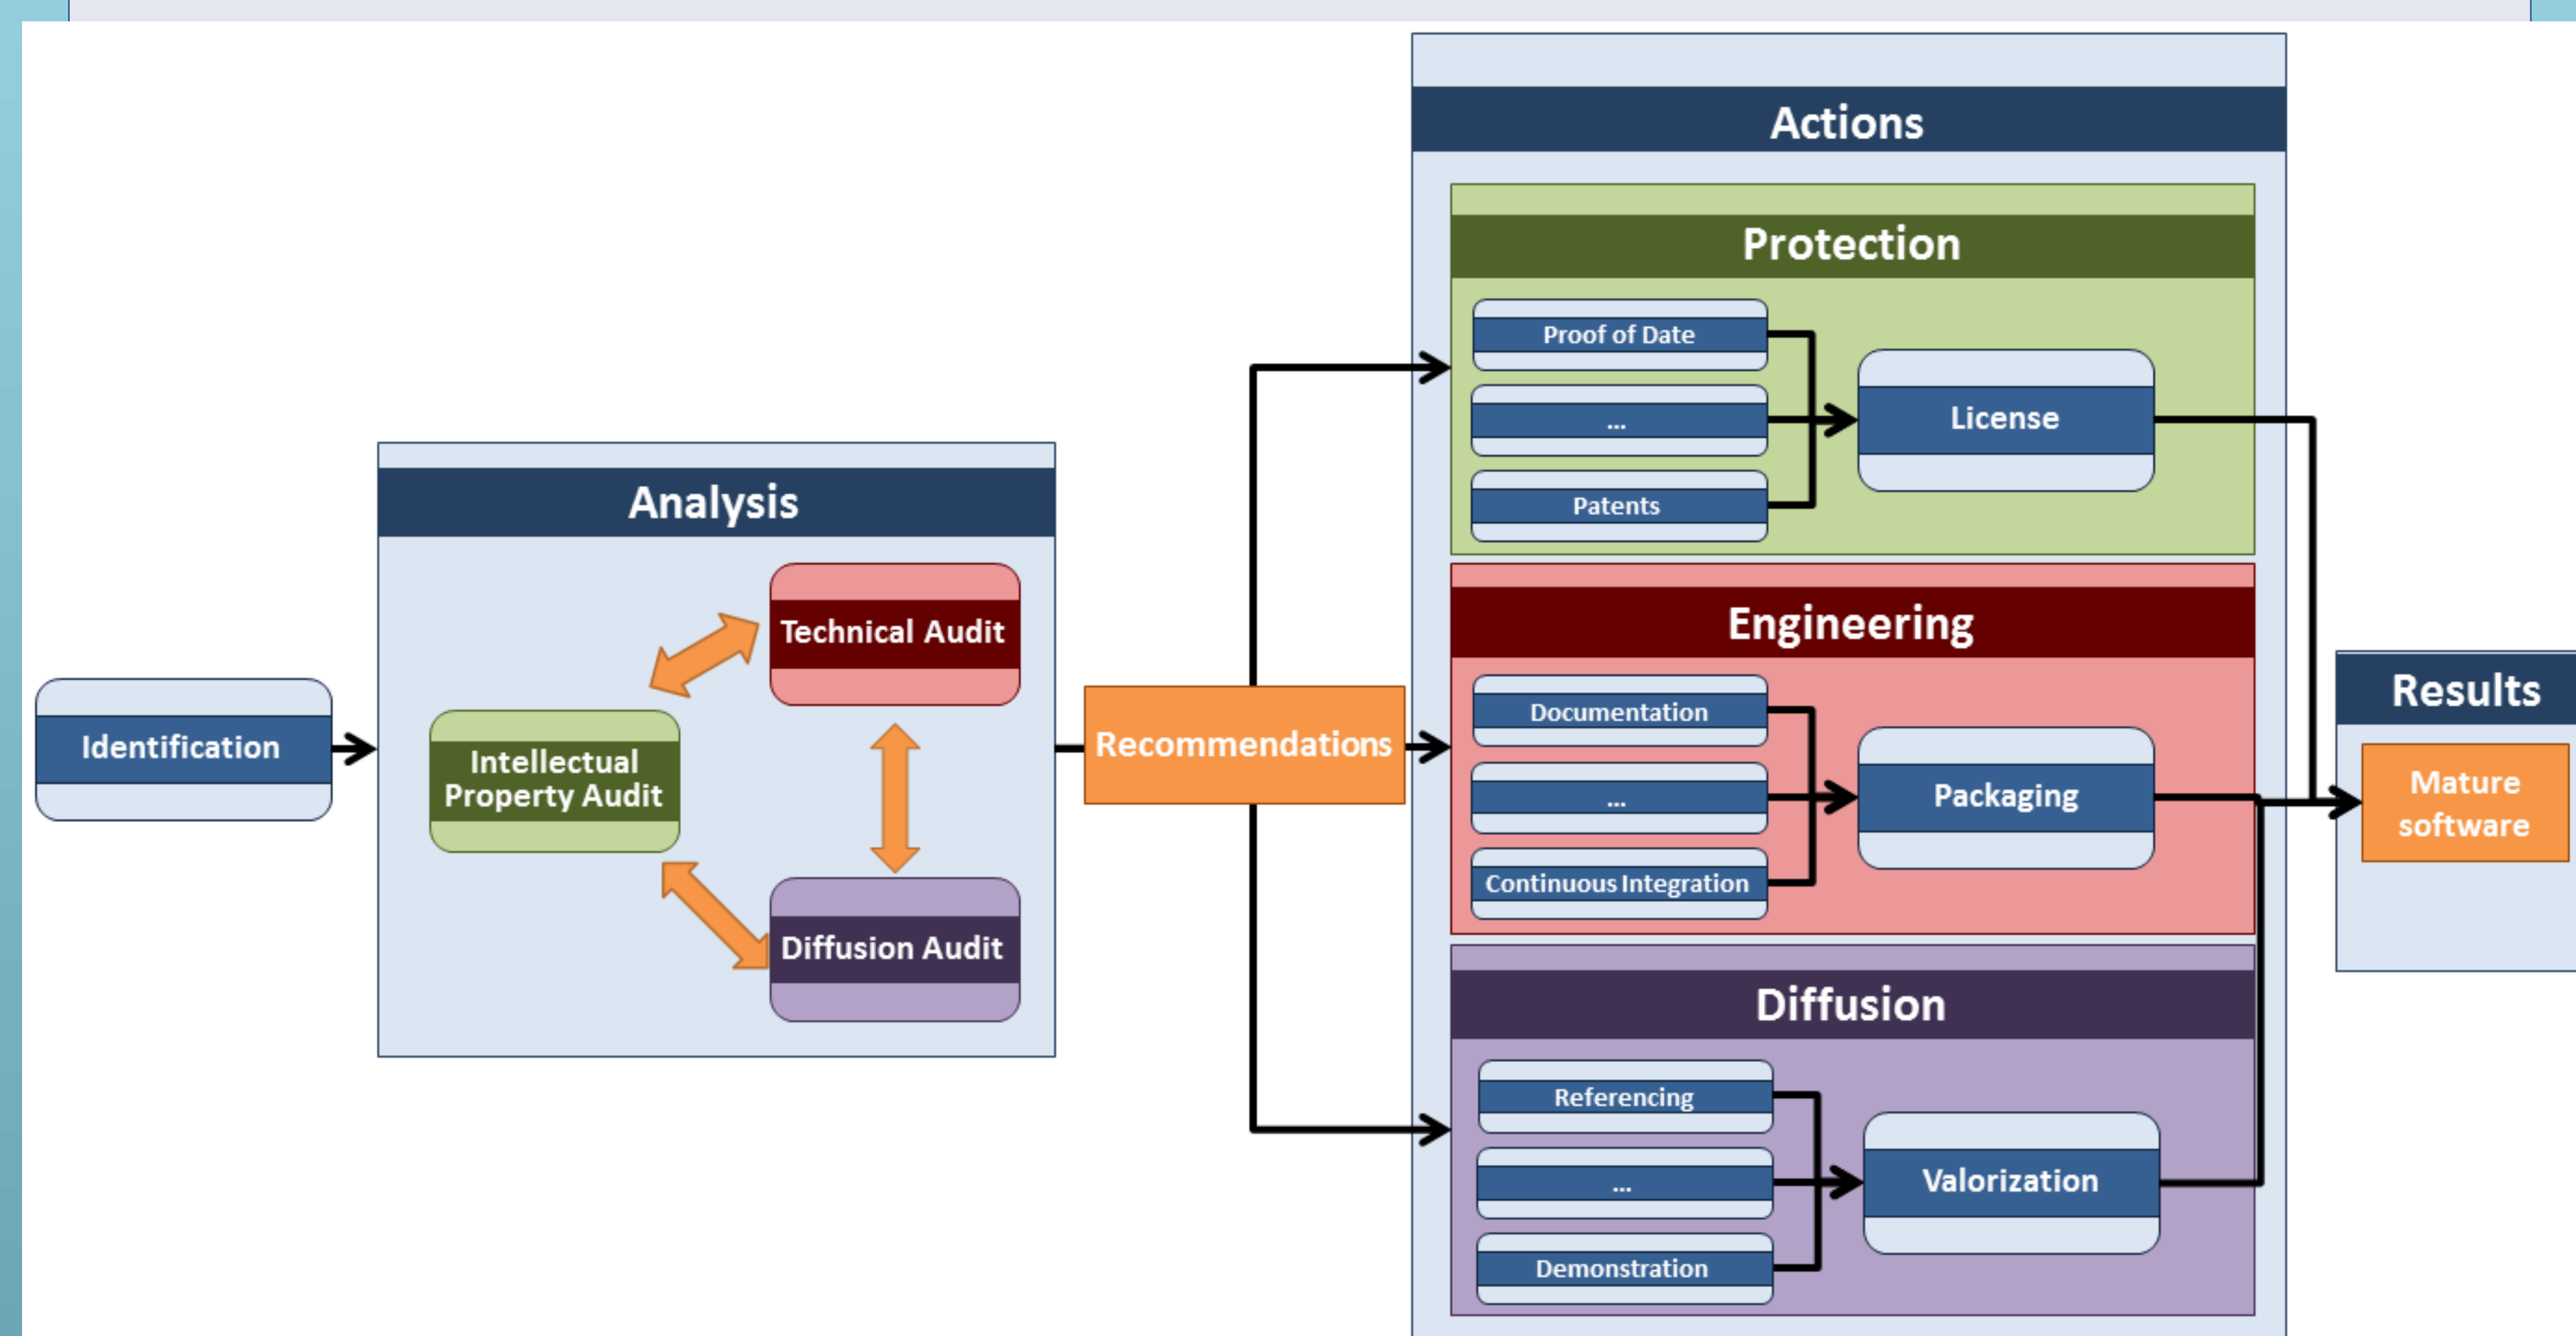 Identification
Analysis
Technical Audit
Intellectual
Property Audit
Diffusion Audit
Recommendations
Actions
Protection
Proof of Date
...
Patents
License
Engineering
Documentation
...
Continuous Integration
Packaging
Diffusion
Referencing
...
Demonstration
Valorization
Results
Mature
software